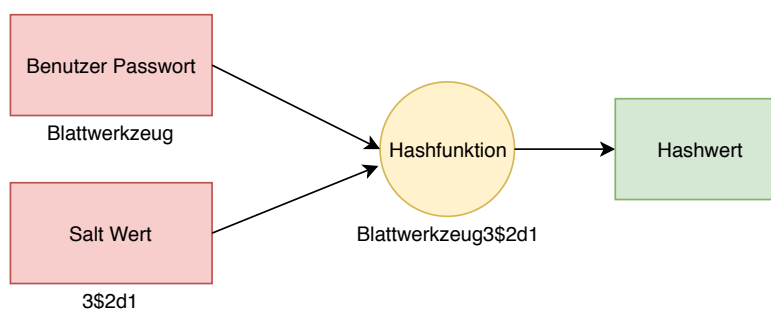 Benutzer Passwort
Blattwerkzeug
Hashfunktion
Hashwert
Blattwerkzeug3$2d1
Salt Wert
3$2d1